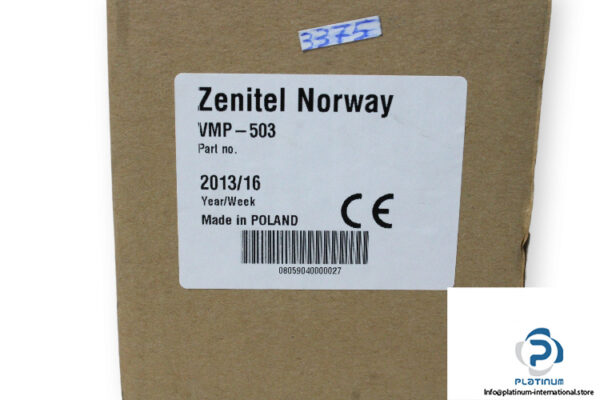 3375
Zenitel Norway
VMP-503
Part no.
2013/16
Year/Week
Made in POLAND
CE
08059040000027
PLATINUM
Info@platinum-international.store